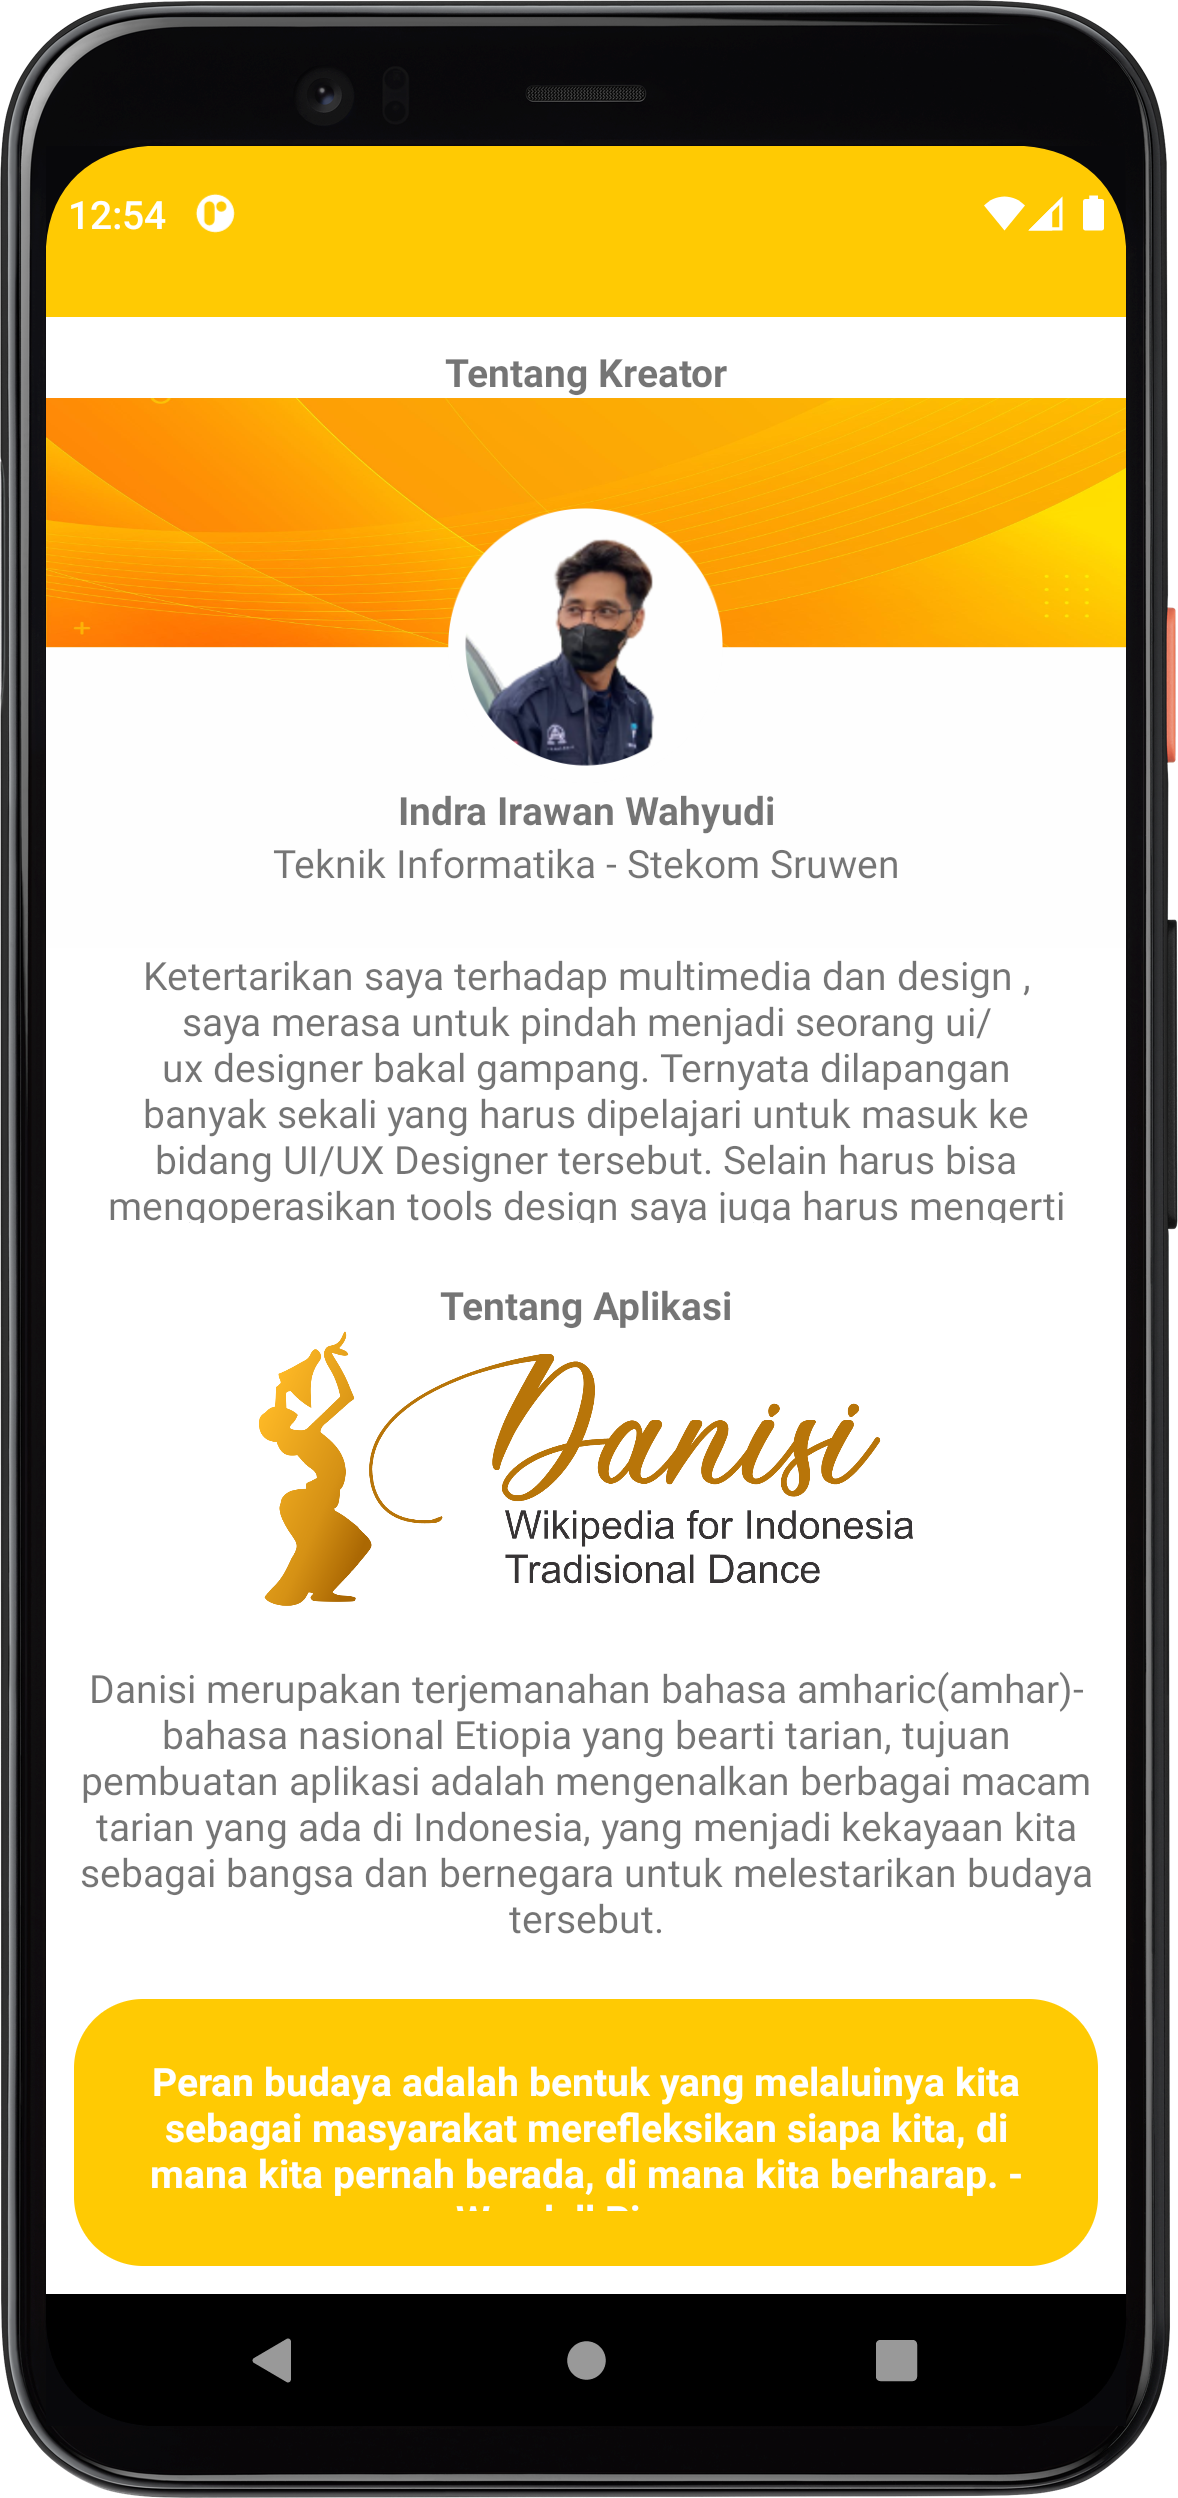 12:54
Tentang Kreator
Indra Irawan Wahyudi
Teknik Informatika - Stekom Sruwen
Ketertarikan saya terhadap multimedia dan design ,
saya merasa untuk pindah menjadi seorang ui/
ux designer bakal gampang. Ternyata dilapangan
banyak sekali yang harus dipelajari untuk masuk ke
bidang UI/UX Designer tersebut. Selain harus bisa
mengoperasikan tools design saya juga harus mengerti
Tentang Aplikasi
Danisi
Wikipedia for Indonesia
Tradisional Dance
Danisi merupakan terjemanahan bahasa amharic(amhar)-
bahasa nasional Etiopia yang bearti tarian, tujuan
pembuatan aplikasi adalah mengenalkan berbagai macam
tarian yang ada di Indonesia, yang menjadi kekayaan kita
sebagai bangsa dan bernegara untuk melestarikan budaya
tersebut.
Peran budaya adalah bentuk yang melaluinya kita
sebagai masyarakat merefleksikan siapa kita, di
mana kita pernah berada, di mana kita berharap. -